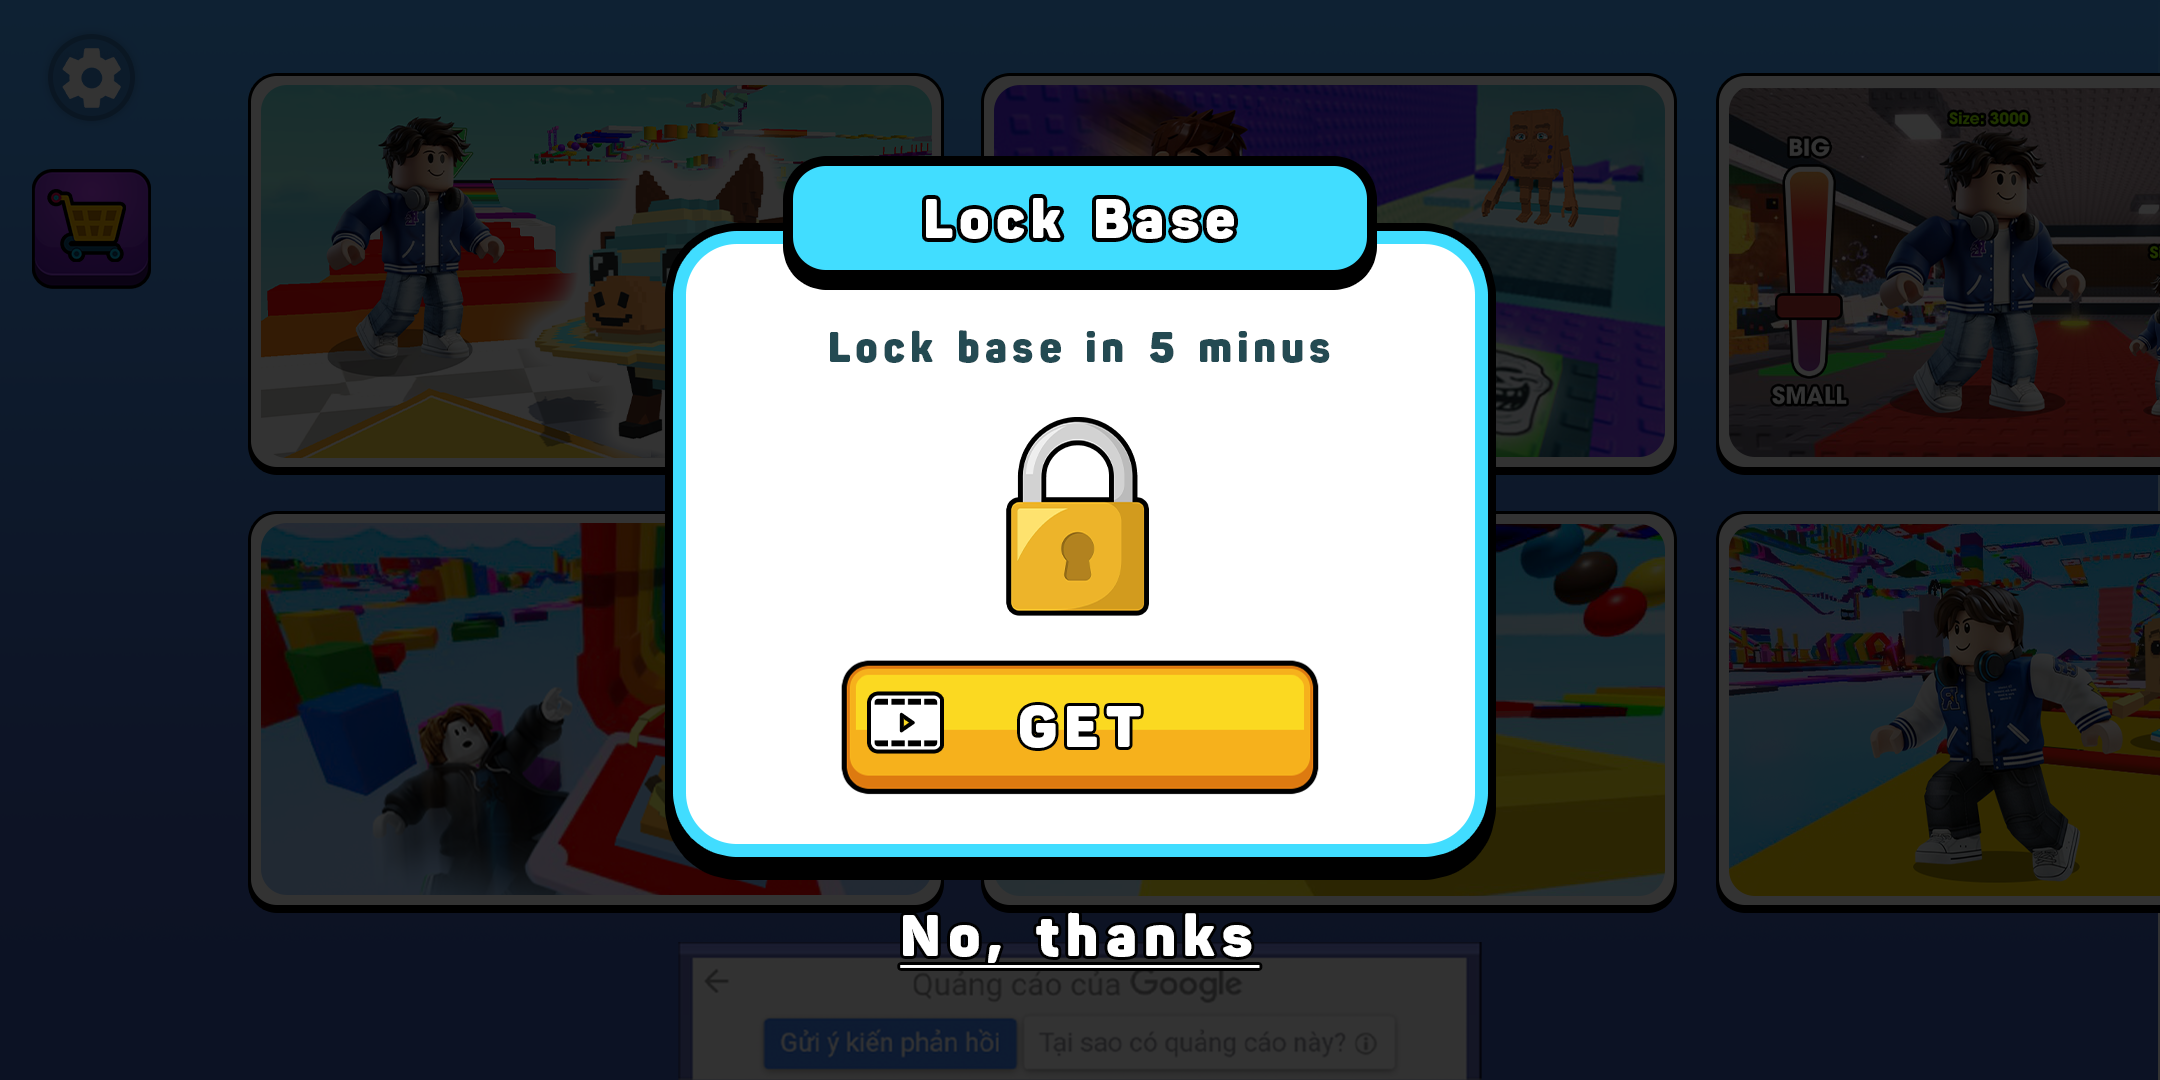 Size: 3000
BIG
SMALL
Lock Base
Lock base in 5 minus
GET
No, thanks
Quảng cáo của Google
Gửi ý kiến phản hồi
Tại sao có quảng cáo này?